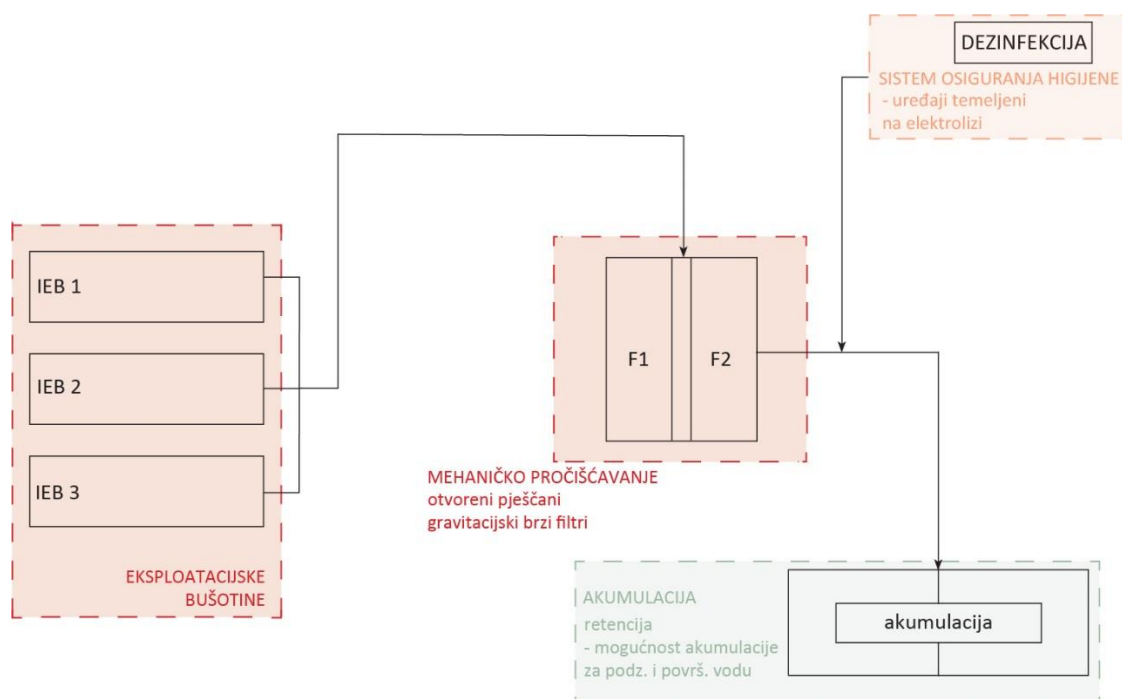 DEZINFEKCIJA
SISTEM OSIGURANJA HIGIJENE
- uređaji temeljeni
na elektrolizi
IEB 1
IEB 2
IEB 3
EKSPLOATACIJSKE
BUŠOTINE
F1
F2
MEHANIČKO PROČIŠĆAVANJE
otvoreni pješčani
gravitacijski brzi filtri
AKUMULACIJA
retencija
- mogućnost akumulacije
za podz. i površ. vodu
akumulacija